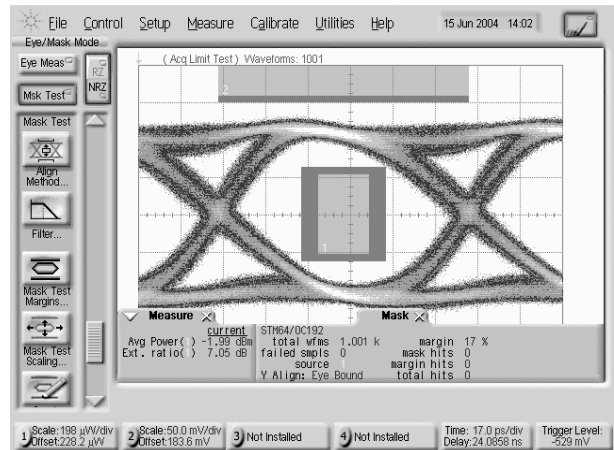 File Control Setup Measure Calibrate Utilities Help 15 Jun 2004 14:02
Eye/Mask Mode
Eye Meas
Msk Test
RZ
NRZ
( Acq Limit Test ) Waveforms: 1001
Mask Test
Align
Method...
Filter...
Mask Test
Margins...
Mask Test
Scaling...
2
1
Measure
current
Avg Power( ) -1.99 dBm
Ext. ratio( ) 7.05 dB
Mask
STM64/OC192
total wfms 1.001 k margin 17 %
failed smpls 0 mask hits 0
source 1 margin hits 0
Y Align: Eye Bound total hits 0
1 Scale: 198 µW/div
Offset: 228.2 µW
2 Scale: 50.0 mV/div
Offset: 183.6 mV
3 Not Installed
4 Not Installed
Time: 17.0 ps/div
Delay: 24.0858 ns
Trigger Level:
-529 mV